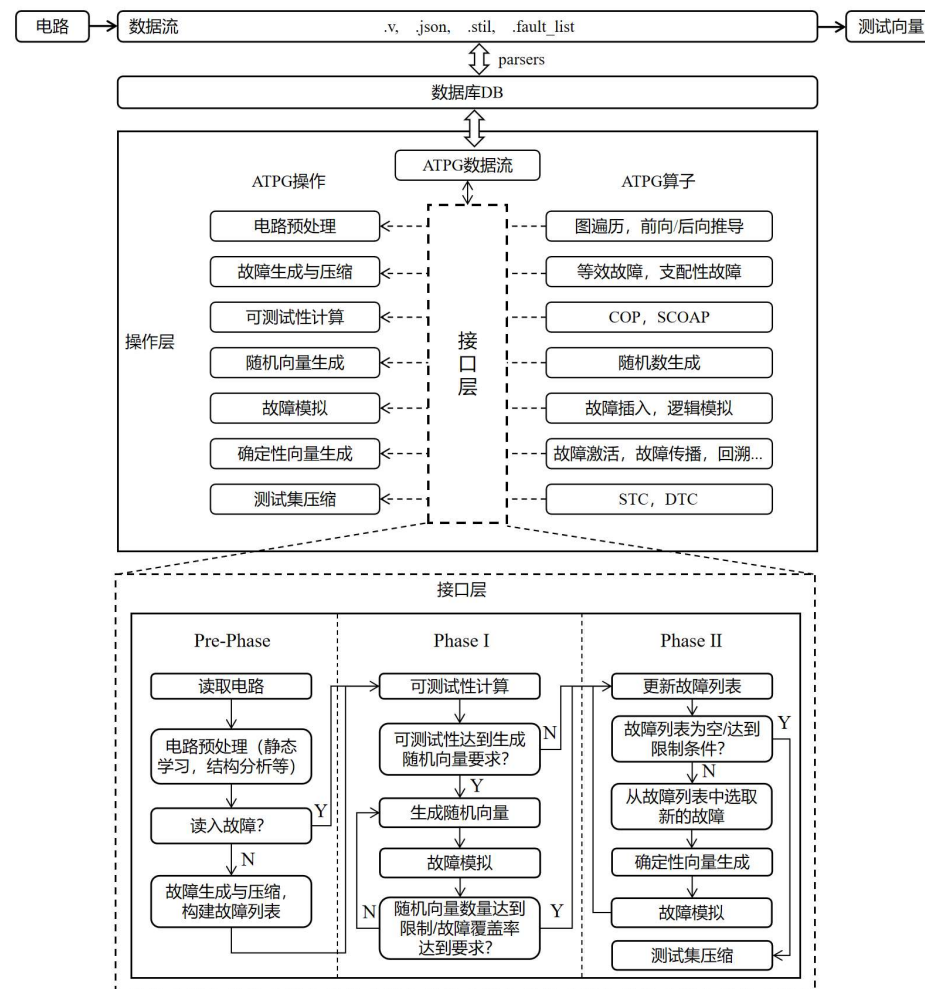 电路
数据流 .v, .json, .stil, .fault_list
测试向量
parsers
数据库DB
ATPG数据流
ATPG操作
ATPG算子
电路预处理
图遍历，前向/后向推导
故障生成与压缩
等效故障，支配性故障
可测试性计算
COP，SCOAP
操作层
接
口
层
随机向量生成
随机数生成
故障模拟
故障插入，逻辑模拟
确定性向量生成
故障激活，故障传播，回溯...
测试集压缩
STC，DTC
接口层
Pre-Phase
读取电路
电路预处理（静态
学习，结构分析等）
读入故障？
Y
N
故障生成与压缩，
构建故障列表
Phase I
可测试性计算
可测试性达到生成
随机向量要求？
N
Y
生成随机向量
故障模拟
随机向量数量达到
限制/故障覆盖率
达到要求？
N
Y
Phase II
更新故障列表
故障列表为空/达到
限制条件？
Y
N
从故障列表中选取
新的故障
确定性向量生成
故障模拟
测试集压缩